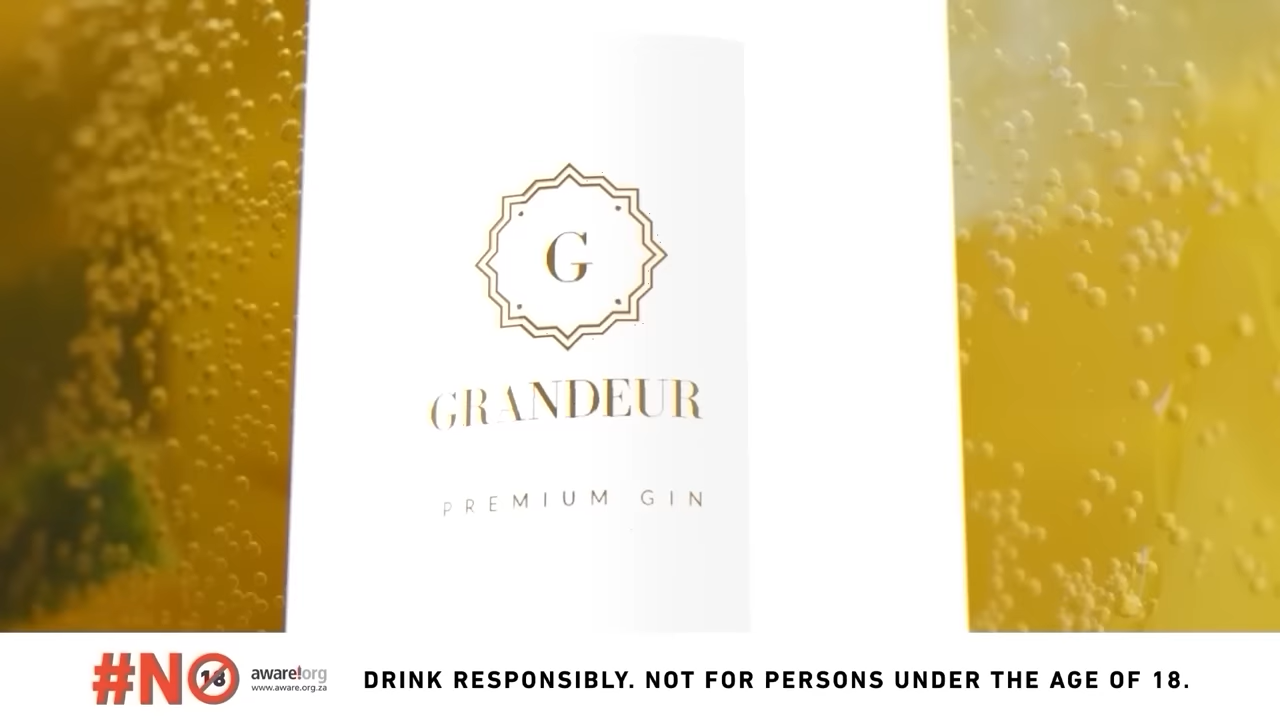 G
GRANDEUR
PREMIUM GIN
#NO 18
aware!org
www.aware.org.za
DRINK RESPONSIBLY. NOT FOR PERSONS UNDER THE AGE OF 18.